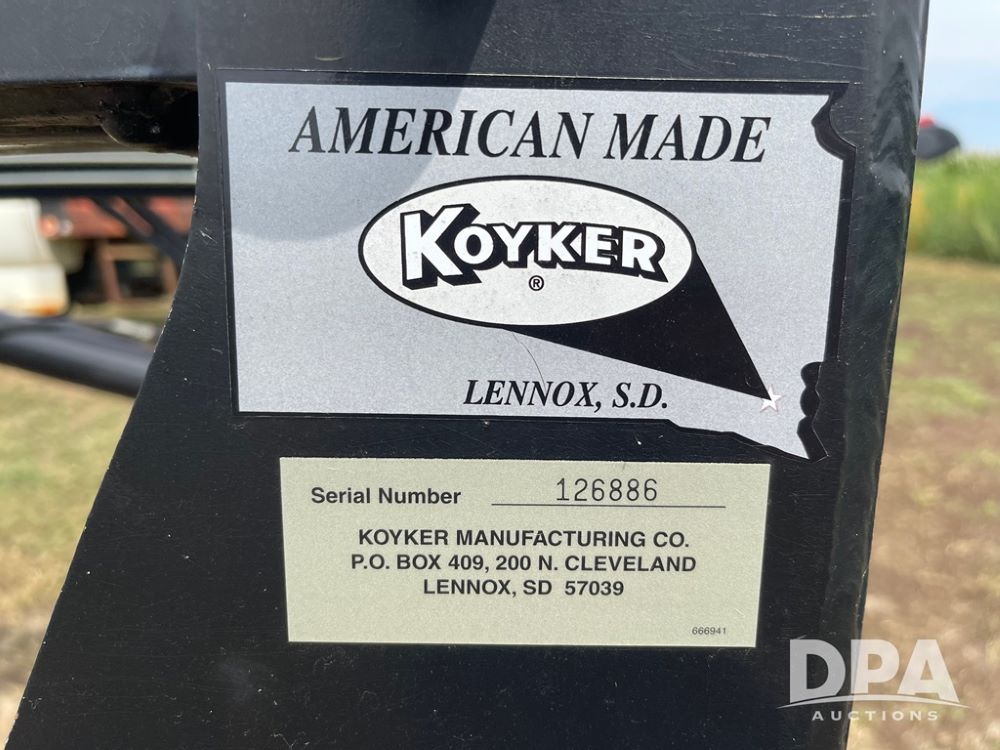 AMERICAN MADE
KOYKER
®
LENNOX, S.D.
Serial Number 126886
KOYKER MANUFACTURING CO.
P.O. BOX 409, 200 N. CLEVELAND
LENNOX, SD 57039
666941
DPA
AUCTIONS